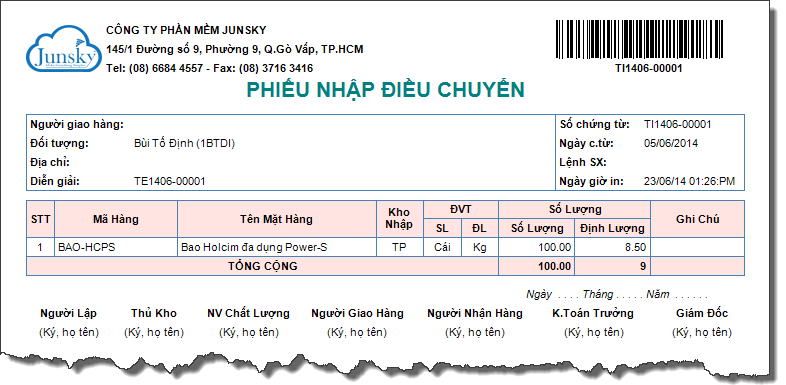 Junsky
CÔNG TY PHẦN MỀM JUNSKY
145/1 Đường số 9, Phường 9, Q.Gò Vấp, TP.HCM
Tel: (08) 6684 4557 - Fax: (08) 3716 3416
TI1406-00001
PHIẾU NHẬP ĐIỀU CHUYỂN
Người giao hàng:
Đối tượng: Bùi Tố Định (1BTDI)
Địa chỉ:
Diễn giải: TE1406-00001
Số chứng từ: TI1406-00001
Ngày c.từ: 05/06/2014
Lệnh SX:
Ngày giờ in: 23/06/14 01:26:PM
STT Mã Hàng Tên Mặt Hàng Kho Nhập ĐVT Số Lượng Ghi Chú
SL ĐL Số Lượng Định Lượng
1 BAO-HCPS Bao Holcim đa dụng Power-S TP Cái Kg 100.00 8.50
TỔNG CỘNG 100.00 9
Ngày . . . . Tháng . . . . . Năm . . . . . .
Người Lập Thủ Kho NV Chất Lượng Người Giao Hàng Người Nhận Hàng K.Toán Trưởng Giám Đốc
(Ký, họ tên) (Ký, họ tên) (Ký, họ tên) (Ký, họ tên) (Ký, họ tên) (Ký, họ tên) (Ký, họ tên)